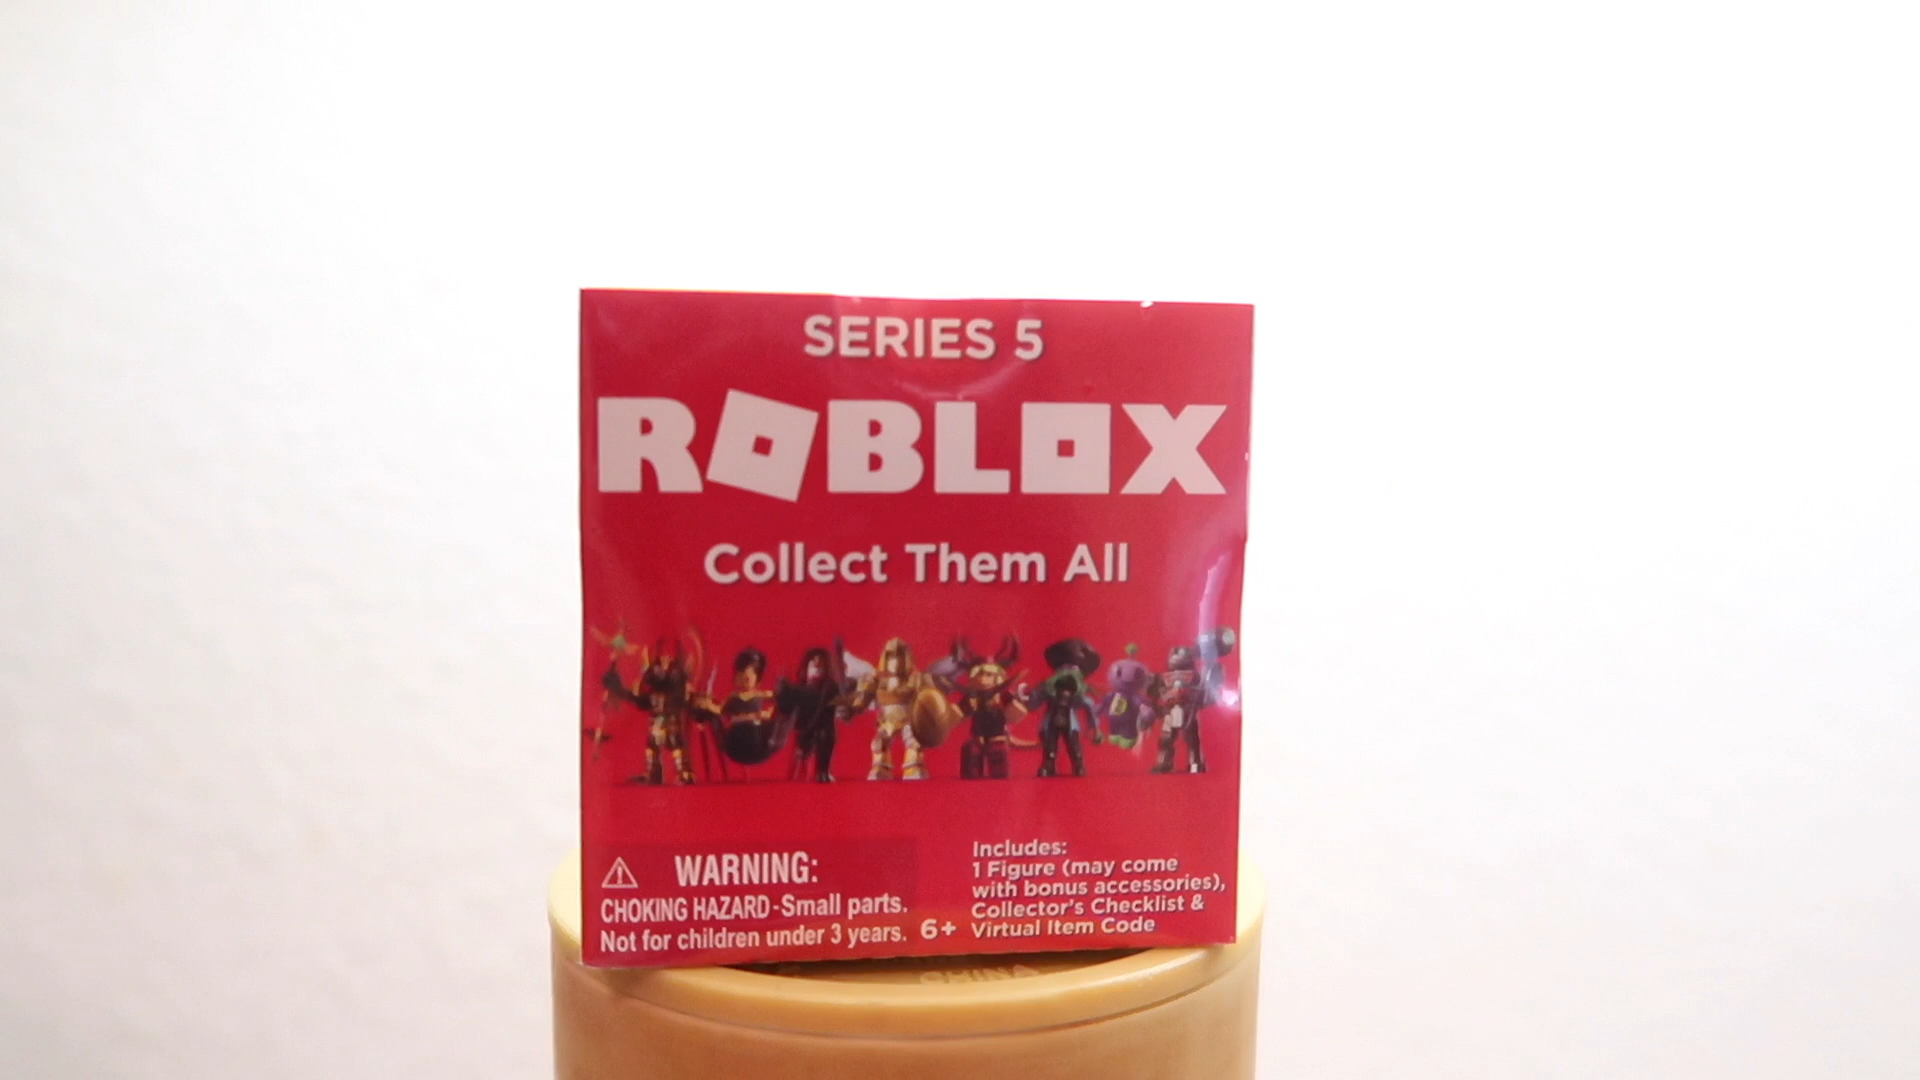 SERIES 5
ROBLOX
Collect Them All
WARNING:
CHOKING HAZARD-Small parts.
Not for children under 3 years.
6+
Includes:
1 Figure (may come
with bonus accessories),
Collector's Checklist &
Virtual Item Code
D
CHINA